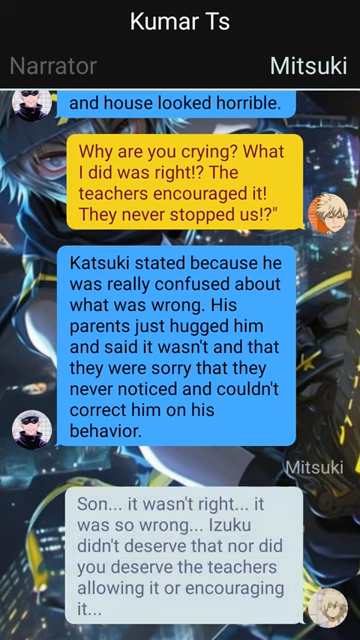 Kumar Ts
Narrator
Mitsuki
and house looked horrible.
Why are you crying? What
I did was right!? The
teachers encouraged it!
They never stopped us!?"
Katsuki stated because he
was really confused about
what was wrong. His
parents just hugged him
and said it wasn't and that
they were sorry that they
never noticed and couldn't
correct him on his
behavior.
Mitsuki
Son... it wasn't right... it
was so wrong... Izuku
didn't deserve that nor did
you deserve the teachers
allowing it or encouraging
it...